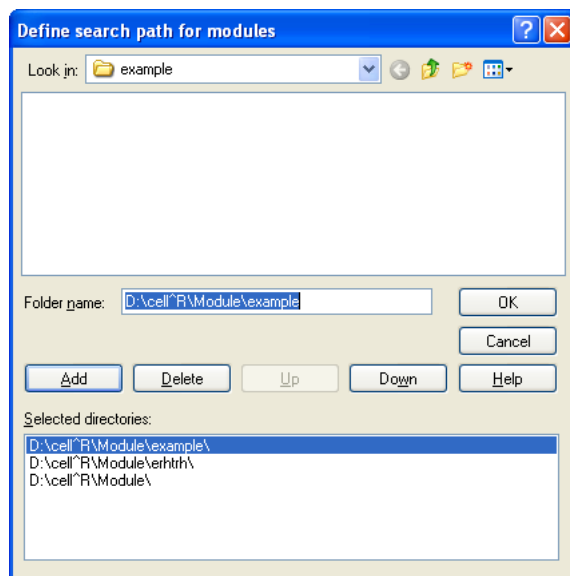 Define search path for modules
Look in: example
Folder name: D:\cell^R\Module\example OK
Cancel
Add Delete Up Down Help
Selected directories:
D:\cell^R\Module\example\
D:\cell^R\Module\erhtrh\
D:\cell^R\Module\